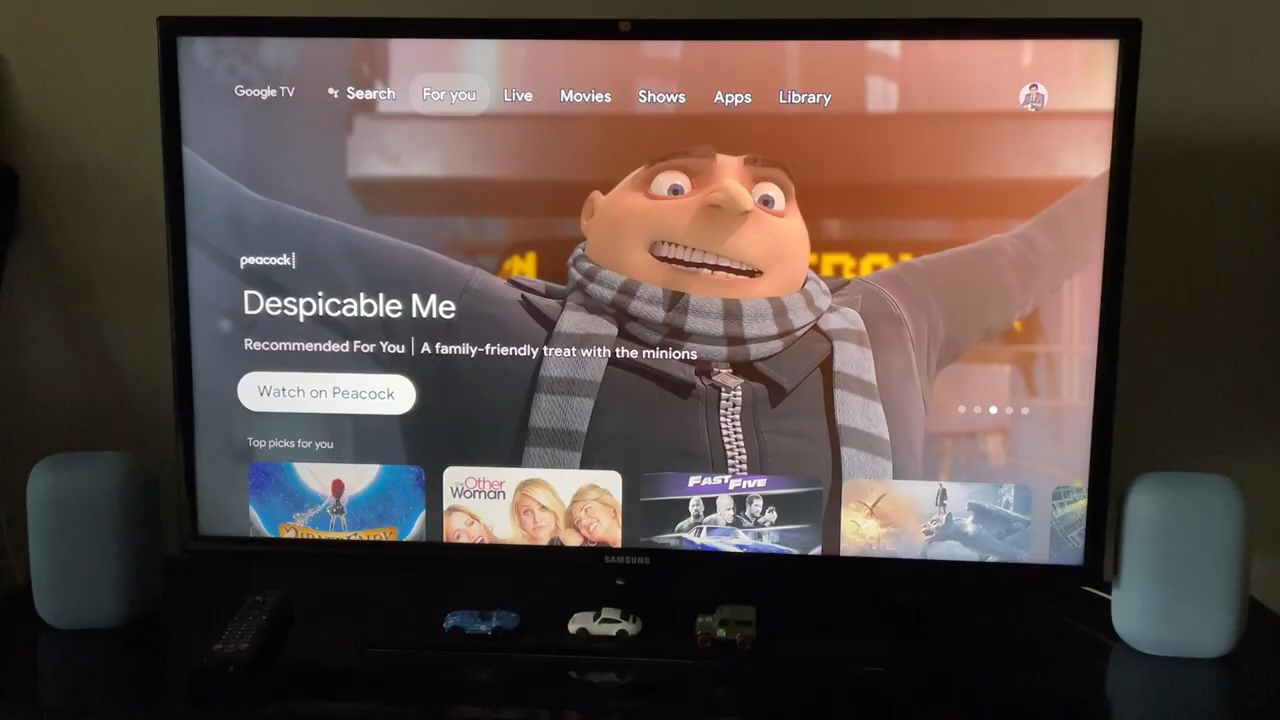 Google TV
Search
For you
Live
Movies
Shows
Apps
Library
peacock
Despicable Me
Recommended For You | A family-friendly treat with the minions
Watch on Peacock
Top picks for you
The Other
Woman
FAST FIVE
SAMSUNG